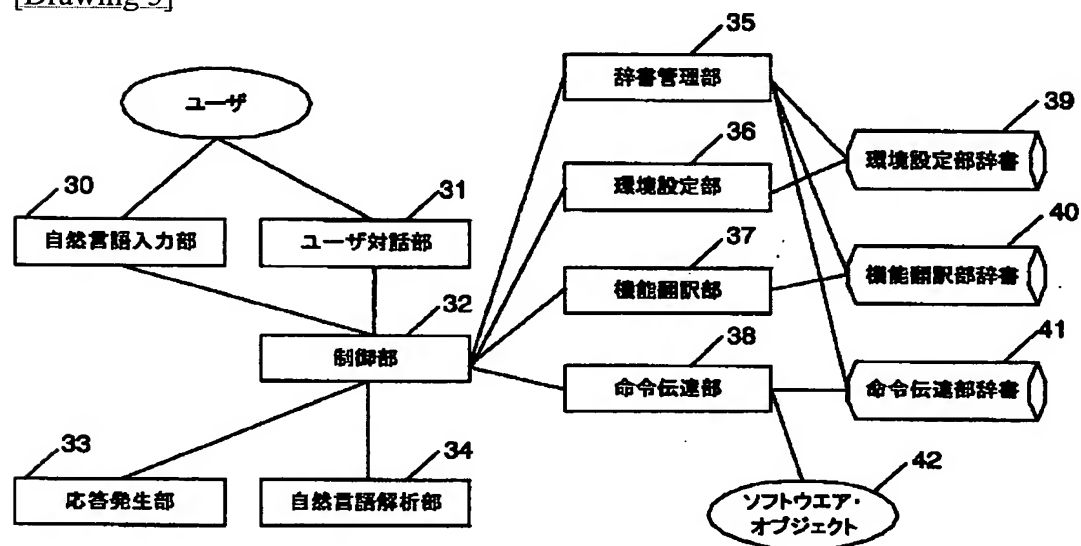 [Drawing 3]
35
辞書管理部
ユーザ
39
36
環境設定部辞書
30
31
環境設定部
自然言語入力部
ユーザ対話部
40
37
機能翻訳部辞書
機能翻訳部
32
制御部
38
41
命令伝達部
命令伝達部辞書
33
34
42
応答発生部
自然言語解析部
ソフトウエア・
オブジェクト